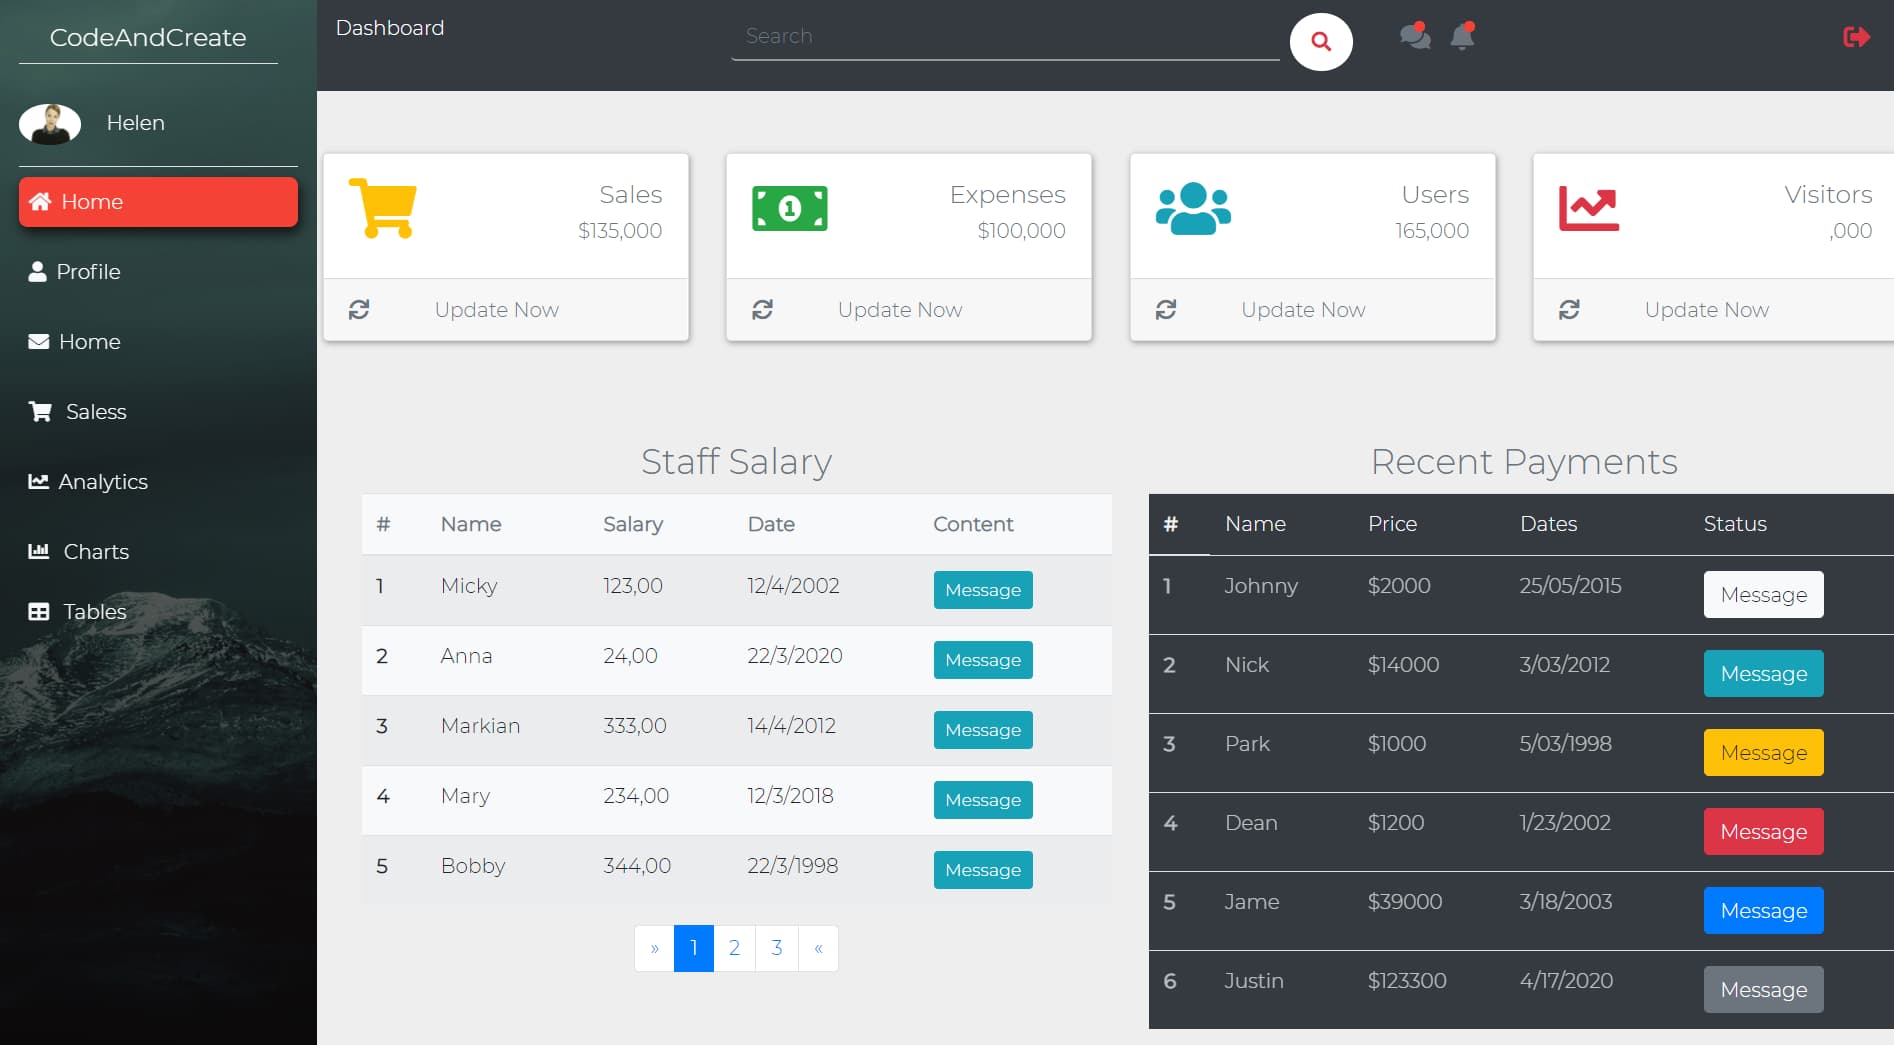 CodeAndCreate
Helen
Home
Profile
Home
Saless
Analytics
Charts
Tables
Dashboard
Search
Sales
$135,000
Update Now
Expenses
$100,000
Update Now
Users
165,000
Update Now
Visitors
,000
Update Now
Staff Salary
# Name Salary Date Content
1 Micky 123,00 12/4/2002 Message
2 Anna 24,00 22/3/2020 Message
3 Markian 333,00 14/4/2012 Message
4 Mary 234,00 12/3/2018 Message
5 Bobby 344,00 22/3/1998 Message
» 1 2 3 «
Recent Payments
# Name Price Dates Status
1 Johnny $2000 25/05/2015 Message
2 Nick $14000 3/03/2012 Message
3 Park $1000 5/03/1998 Message
4 Dean $1200 1/23/2002 Message
5 Jame $39000 3/18/2003 Message
6 Justin $123300 4/17/2020 Message